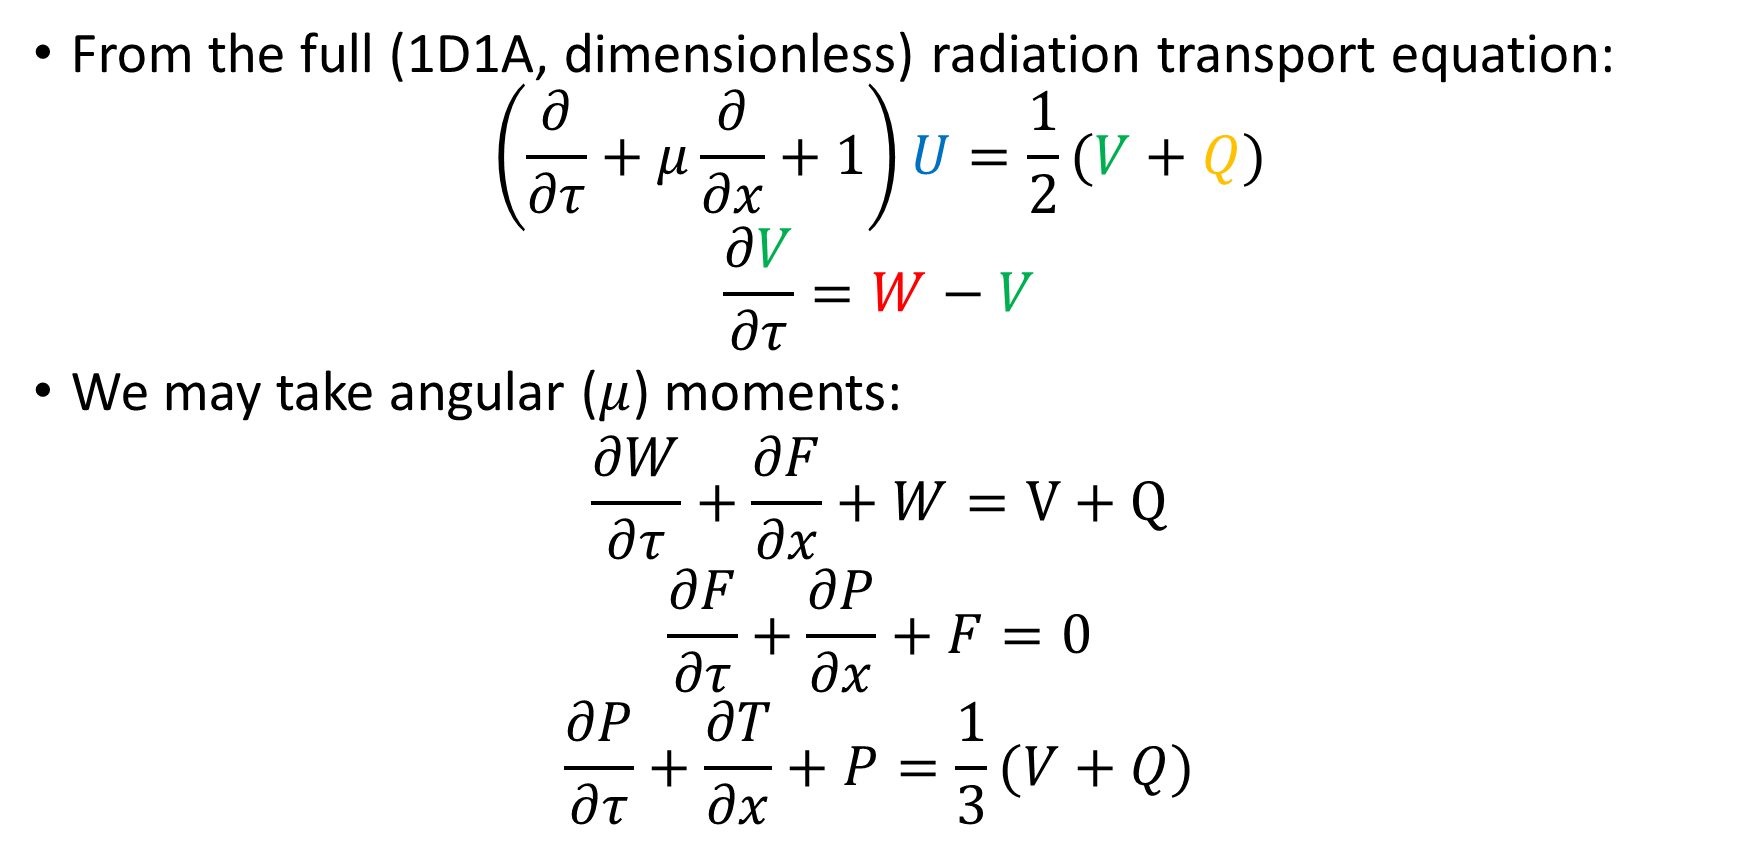 • From the full (1D1A, dimensionless) radiation transport equation:
(∂/∂τ + μ ∂/∂x + 1) U = 1/2 (V + Q)
∂V/∂τ = W − V
• We may take angular (μ) moments:
∂W/∂τ + ∂F/∂x + W = V + Q
∂F/∂τ + ∂P/∂x + F = 0
∂P/∂τ + ∂T/∂x + P = 1/3 (V + Q)